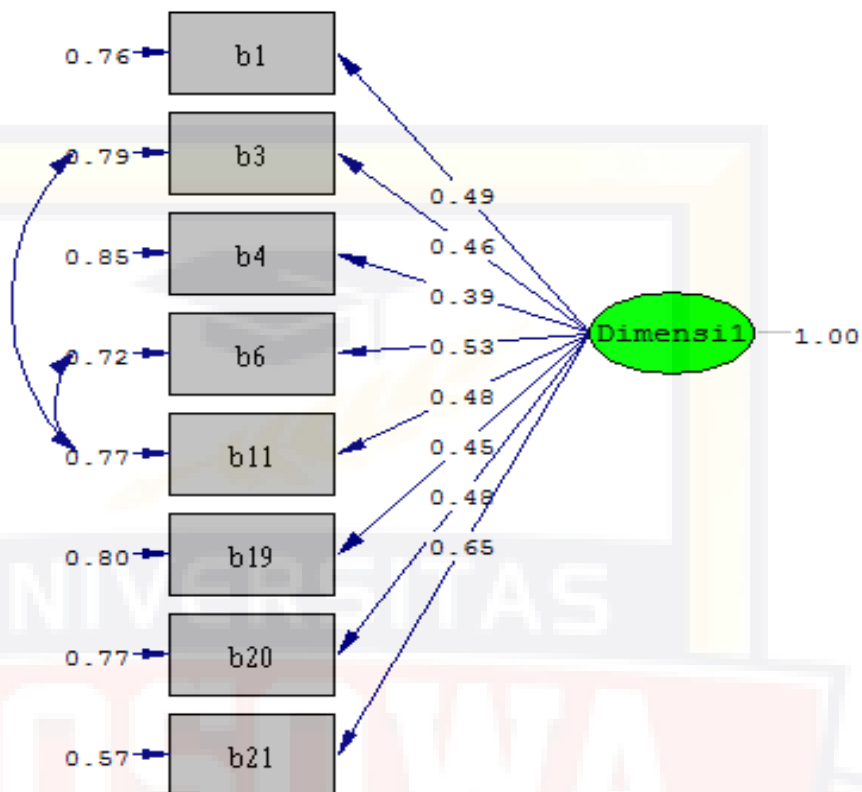 0.76 b1
0.79 b3
0.49
0.46
0.85 b4
0.39
0.72 b6
0.53
Dimensi1 1.00
0.48
0.77 b11
0.45
0.48
0.80 b19
0.65
NIVERSITAS
0.77 b20
OSOWA
0.57 b21